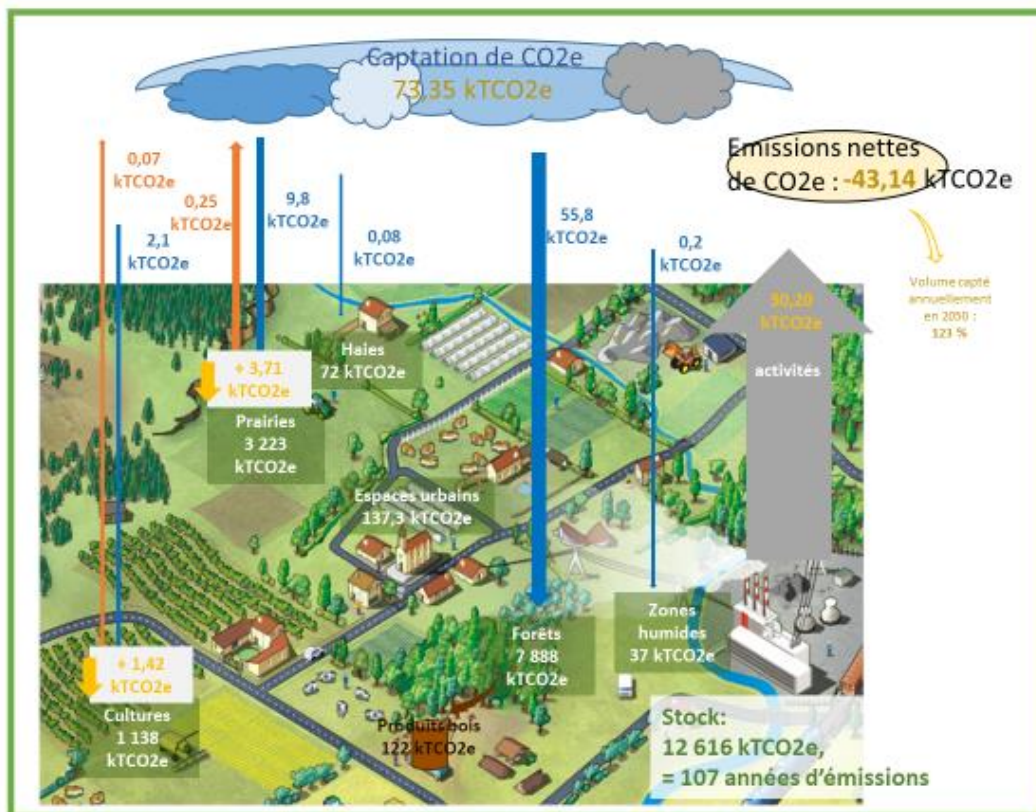 Captation de CO2e
73,35 kTCO2e
Emissions nettes
de CO2e : -43,14 kTCO2e
0,07
kTCO2e
0,25
kTCO2e
2,1
kTCO2e
9,8
kTCO2e
0,08
kTCO2e
55,8
kTCO2e
0,2
kTCO2e
Volume capté
annuellement
en 2050 :
123 %
30,20
kTCO2e
activités
Haies
72 kTCO2e
+ 3,71
kTCO2e
Prairies
3 223
kTCO2e
Espaces urbains
137,3 kTCO2e
Forêts
7 888
kTCO2e
Zones
humides
37 kTCO2e
+ 1,42
kTCO2e
Cultures
1 138
kTCO2e
Produits bois
122 kTCO2e
Stock:
12 616 kTCO2e,
= 107 années d’émissions